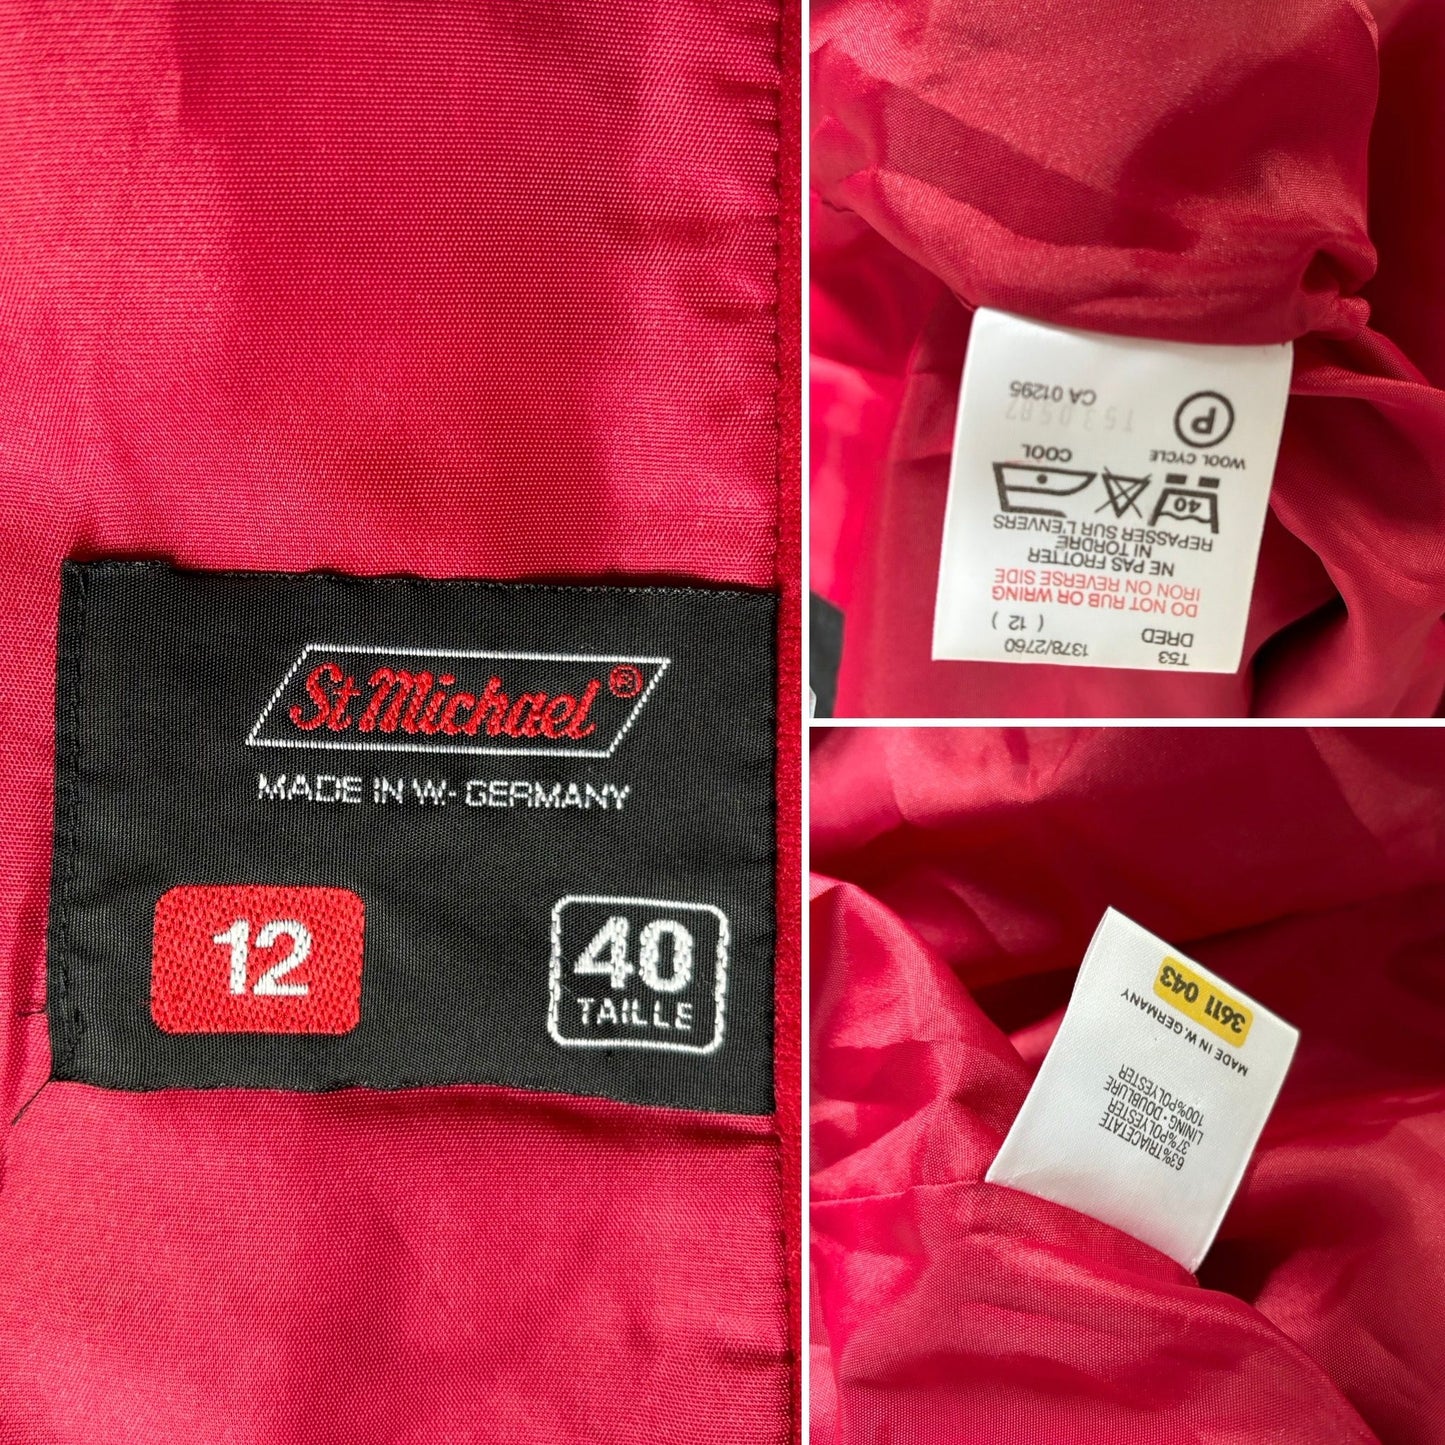 St Michael ®
MADE IN W.- GERMANY
12
40
TAILLE
T53 1378/2760
DRED ( 12 )
DO NOT RUB OR WRING
IRON ON REVERSE SIDE
NE PAS FROTTER
NI TORDRE
REPASSER SUR L'ENVERS
40
WOOL CYCLE
COOL
P
CA 01295
63%TRIACETATE
37%POLYESTER
LINING·DOUBLURE
100%POLYESTER
MADE IN W.GERMANY
3611 043